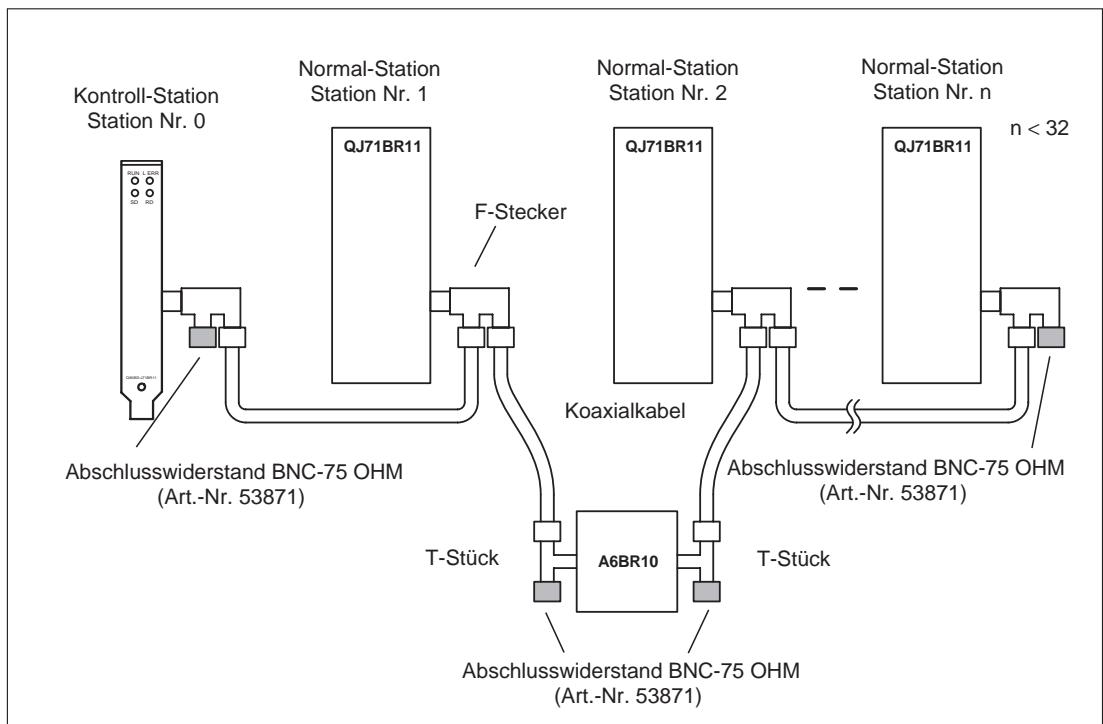 Kontroll-Station
Station Nr. 0
Normal-Station
Station Nr. 1
Normal-Station
Station Nr. 2
Normal-Station
Station Nr. n
n < 32
RUN L ERR
SD RD
QJ71BR11
QJ71BR11
QJ71BR11
F-Stecker
Koaxialkabel
Abschlusswiderstand BNC-75 OHM
(Art.-Nr. 53871)
Abschlusswiderstand BNC-75 OHM
(Art.-Nr. 53871)
T-Stück
A6BR10
T-Stück
Abschlusswiderstand BNC-75 OHM
(Art.-Nr. 53871)